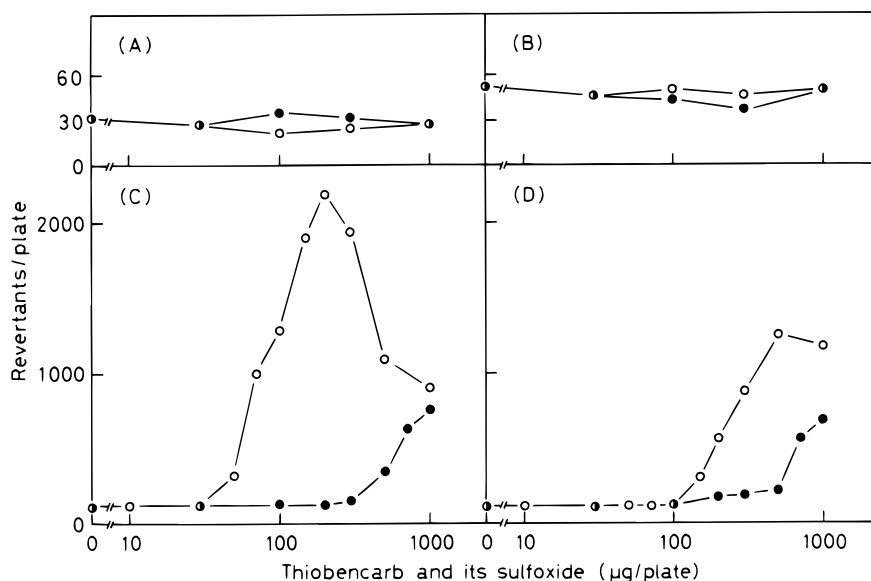 (A)
(B)
60
30
0
(C)
(D)
2000
1000
0
Revertants/plate
0 10 100 1000 0 10 100 1000
Thiobencarb and its sulfoxide (µg/plate)